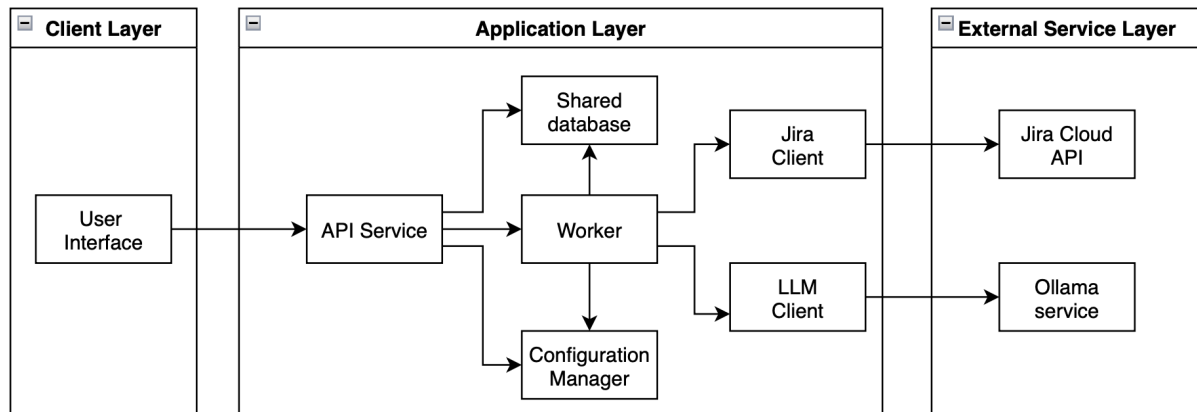 Client Layer
Application Layer
External Service Layer
User
Interface
API Service
Shared
database
Worker
Configuration
Manager
Jira
Client
LLM
Client
Jira Cloud
API
Ollama
service